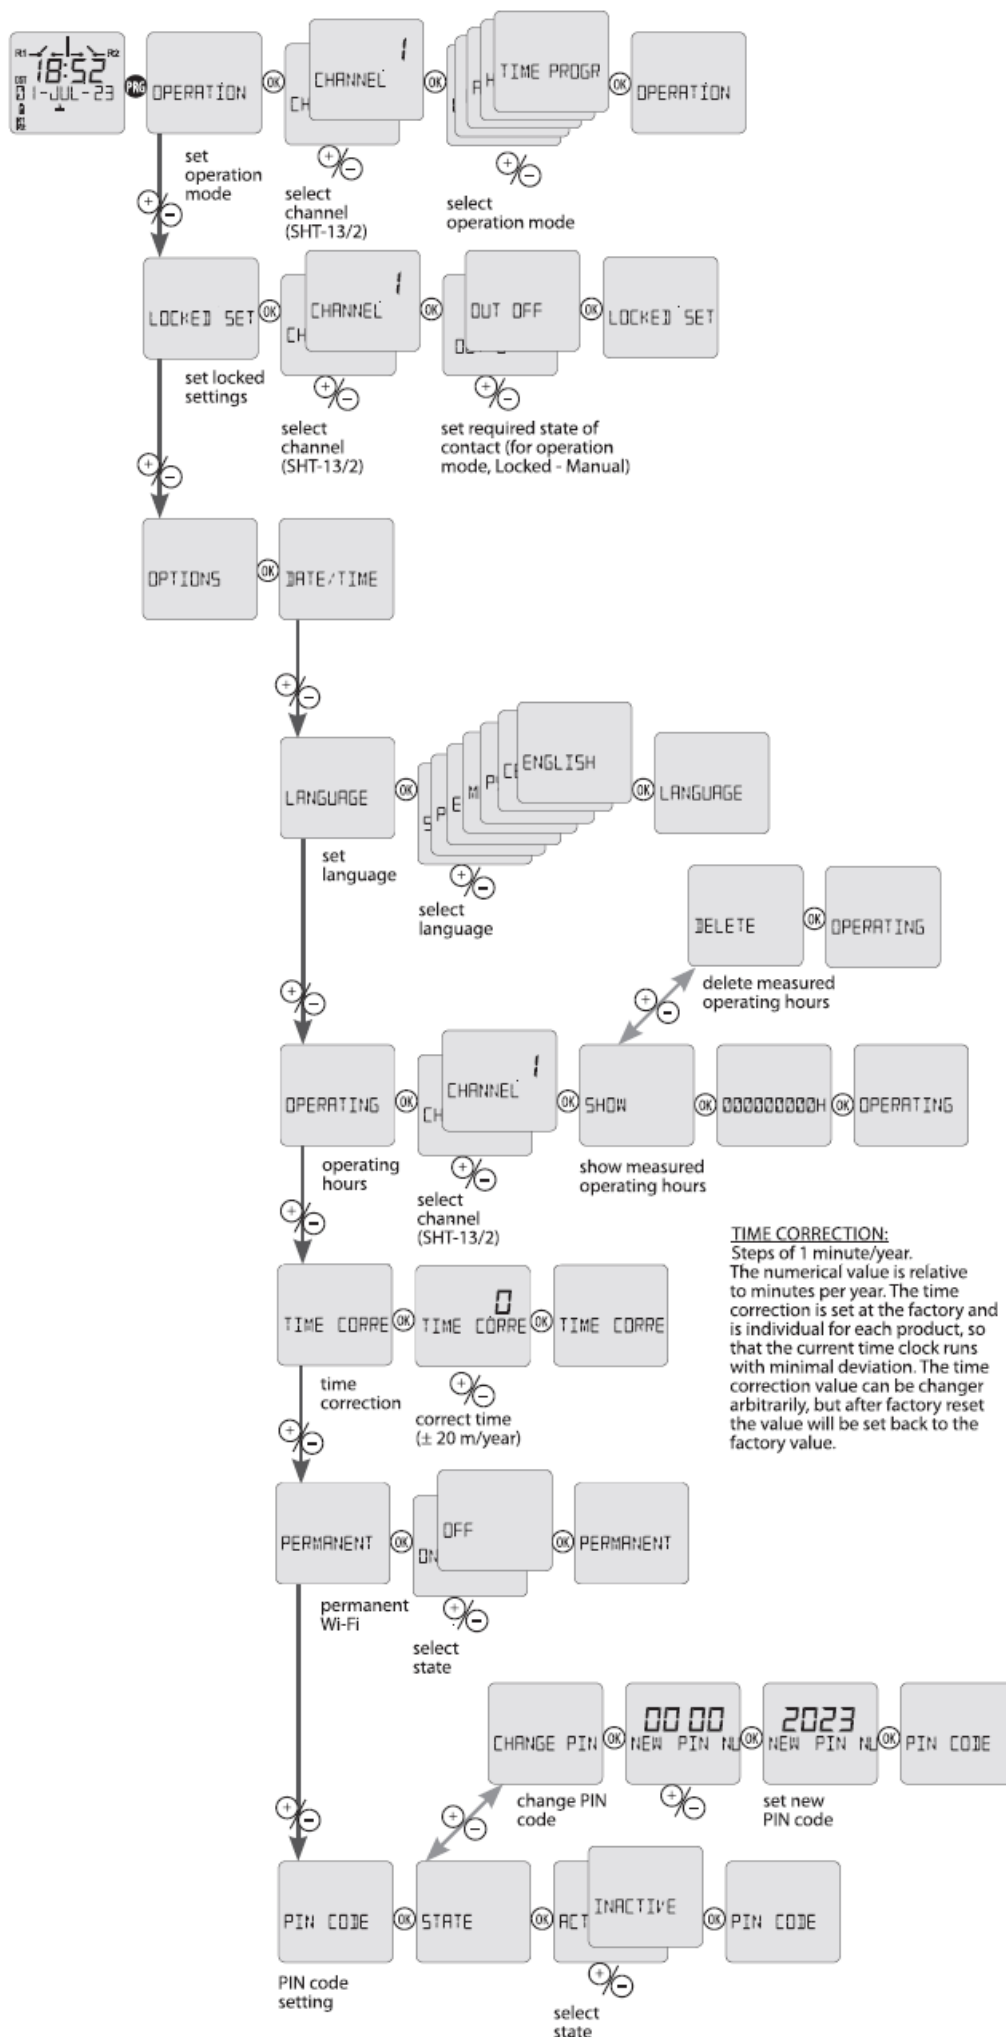 R1 R2
18:52
DST
01-JUL-23
PRG
OPERATION
OK
CH
CHANNEL 1
OK
TIME PROGR
OK
OPERATION
set
operation
mode
select
channel
(SHT-13/2)
select
operation mode
LOCKED SET
OK
CH
CHANNEL 1
OK
OUT OFF
OK
LOCKED SET
set locked
settings
select
channel
(SHT-13/2)
set required state of
contact (for operation
mode, Locked - Manual)
OPTIONS
OK
DATE/TIME
LANGUAGE
OK
S
P
E
M
P
CE
ENGLISH
OK
LANGUAGE
set
language
select
language
DELETE
OK
OPERATING
delete measured
operating hours
OPERATING
OK
CH
CHANNEL 1
OK
SHOW
OK
000000000H
OK
OPERATING
operating
hours
select
channel
(SHT-13/2)
show measured
operating hours
TIME CORRECTION:
Steps of 1 minute/year.
The numerical value is relative
to minutes per year. The time
correction is set at the factory and
is individual for each product, so
that the current time clock runs
with minimal deviation. The time
correction value can be changer
arbitrarily, but after factory reset
the value will be set back to the
factory value.
TIME CORRE
OK
0
TIME CORRE
OK
TIME CORRE
time
correction
correct time
(± 20 m/year)
PERMANENT
OK
ON
OFF
OK
PERMANENT
permanent
Wi-Fi
select
state
CHANGE PIN
OK
00 00
NEW PIN NU
OK
2023
NEW PIN NU
OK
PIN CODE
change PIN
code
set new
PIN code
PIN CODE
OK
STATE
OK
ACT
INACTIVE
OK
PIN CODE
PIN code
setting
select
state